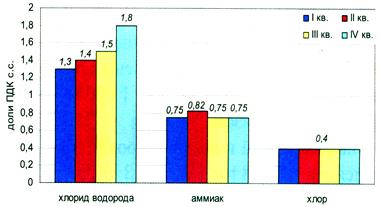 доли ПДК с.с.
2
1,8
1,6
1,4
1,2
1
0,8
0,6
0,4
0,2
0
1,3
1,4
1,5
1,8
0,75
0,82
0,75
0,75
0,4
I кв.
II кв.
III кв.
IV кв.
хлорид водорода
аммиак
хлор